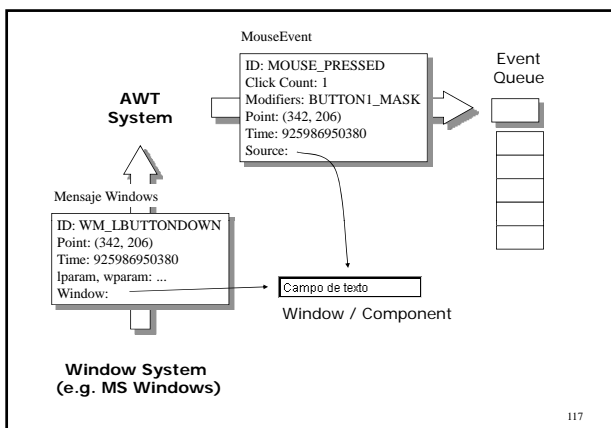 MouseEvent
ID: MOUSE_PRESSED
Click Count: 1
Modifiers: BUTTON1_MASK
Point: (342, 206)
Time: 925986950380
Source:
Event
Queue
AWT
System
Mensaje Windows
ID: WM_LBUTTONDOWN
Point: (342, 206)
Time: 925986950380
lparam, wparam: ...
Window:
Campo de texto
Window / Component
Window System
(e.g. MS Windows)
117